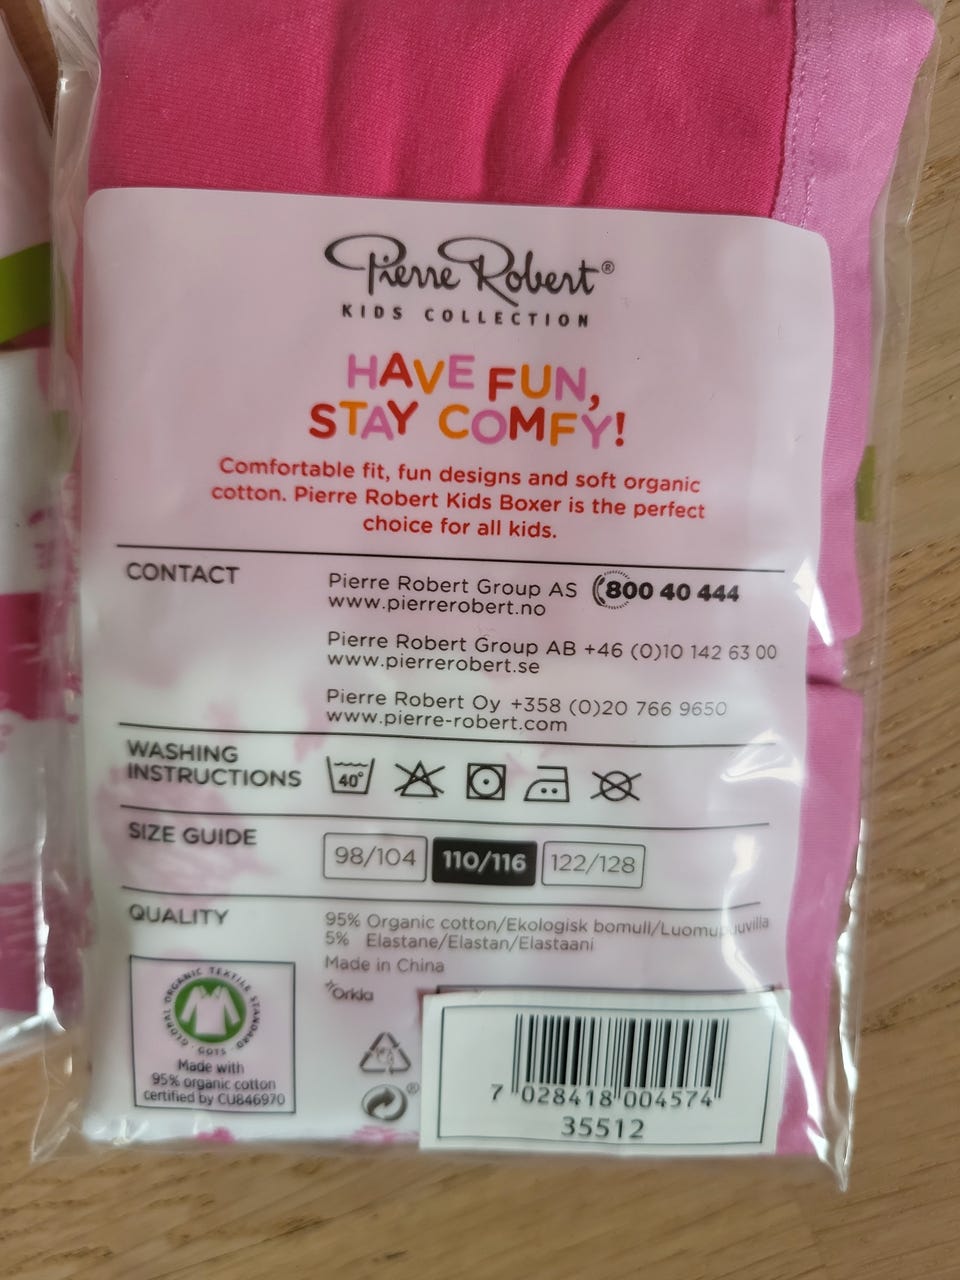 Pierre Robert®
KIDS COLLECTION
HAVE FUN,
STAY COMFY!
Comfortable fit, fun designs and soft organic
cotton. Pierre Robert Kids Boxer is the perfect
choice for all kids.
CONTACT
Pierre Robert Group AS 800 40 444
www.pierrerobert.no
Pierre Robert Group AB +46 (0)10 142 63 00
www.pierrerobert.se
Pierre Robert Oy +358 (0)20 766 9650
www.pierre-robert.com
WASHING
INSTRUCTIONS
40°
SIZE GUIDE
98/104 110/116 122/128
QUALITY
95% Organic cotton/Ekologisk bomull/Luomupuuvilla
5% Elastane/Elastan/Elastaani
Made in China
Orkla
GLOBAL ORGANIC TEXTILE STANDARD
· GOTS ·
Made with
95% organic cotton
certified by CU846970
®
7 028418 004574
35512